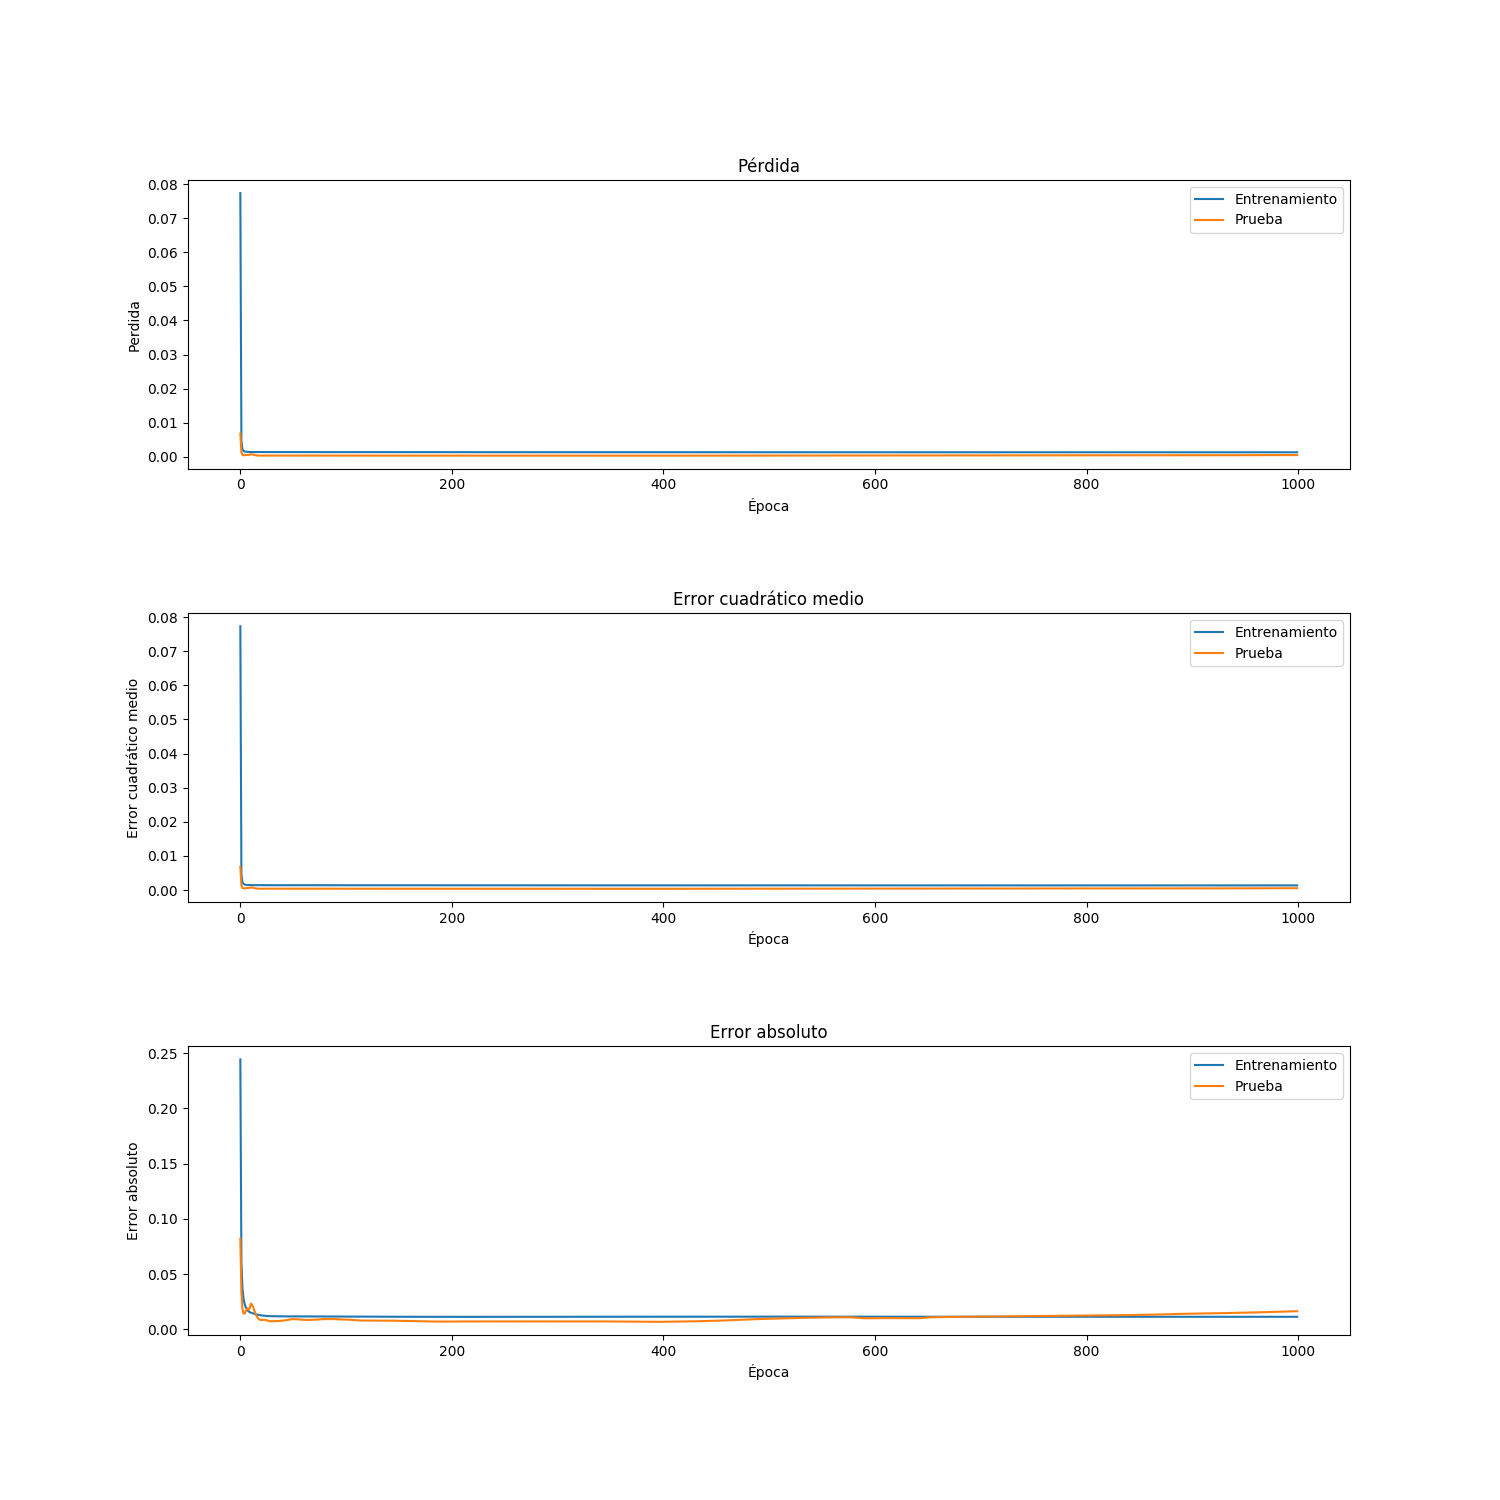 Pérdida
0.08
0.07
0.06
0.05
0.04
0.03
0.02
0.01
0.00
Perdida
Entrenamiento
Prueba
0 200 400 600 800 1000
Época
Error cuadrático medio
0.08
0.07
0.06
0.05
0.04
0.03
0.02
0.01
0.00
Error cuadrático medio
Entrenamiento
Prueba
0 200 400 600 800 1000
Época
Error absoluto
0.25
0.20
0.15
0.10
0.05
0.00
Error absoluto
Entrenamiento
Prueba
0 200 400 600 800 1000
Época